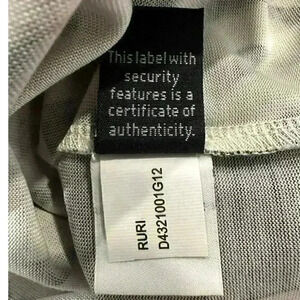 This label with
security
features is a
certificate of
authenticity.
RURI
D4321001G12